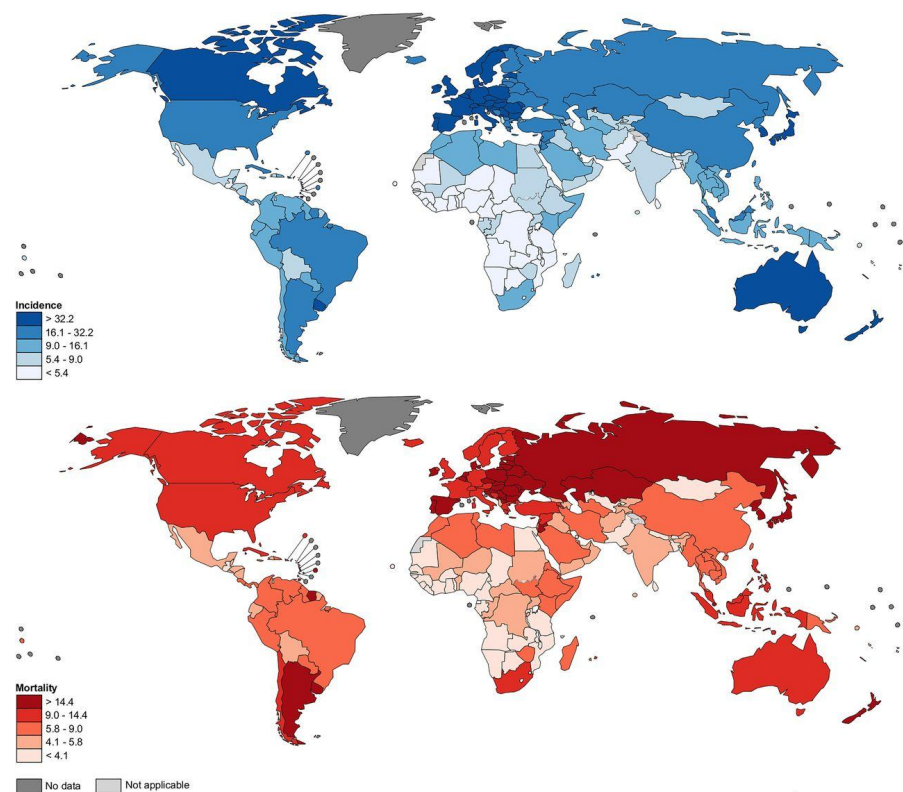 Incidence
> 32.2
16.1 - 32.2
9.0 - 16.1
5.4 - 9.0
< 5.4
Mortality
> 14.4
9.0 - 14.4
5.8 - 9.0
4.1 - 5.8
< 4.1
No data
Not applicable